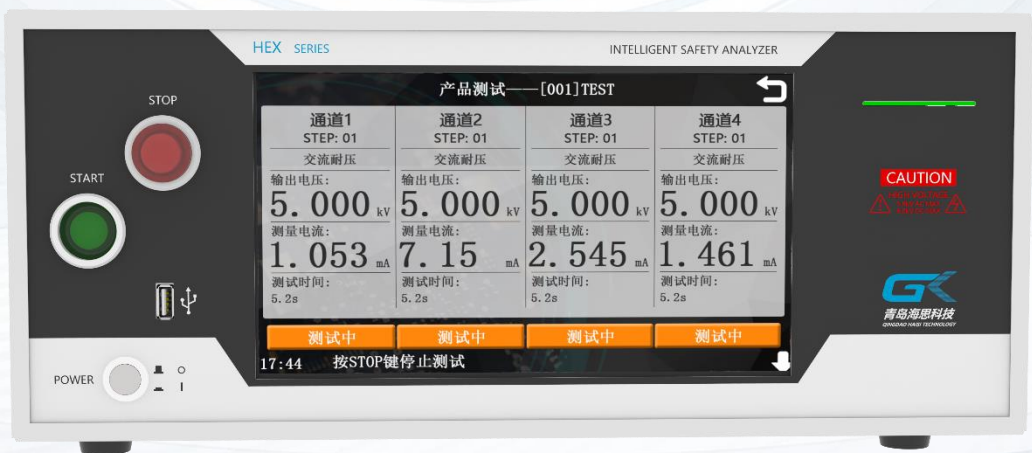 HEX SERIES
INTELLIGENT SAFETY ANALYZER
STOP
START
POWER
产品测试——[001]TEST
通道1 通道2 通道3 通道4
STEP: 01 STEP: 01 STEP: 01 STEP: 01
交流耐压 交流耐压 交流耐压 交流耐压
输出电压: 输出电压: 输出电压: 输出电压:
5.000 kV 5.000 kV 5.000 kV 5.000 kV
测量电流: 测量电流: 测量电流: 测量电流:
1.053 mA 7.15 mA 2.545 mA 1.461 mA
测试时间: 测试时间: 测试时间: 测试时间:
5.2s 5.2s 5.2s 5.2s
测试中 测试中 测试中 测试中
17:44 按STOP键停止测试
CAUTION
HIGH VOLTAGE
GK
青岛海思科技
QINGDAO HAISI TECHNOLOGY